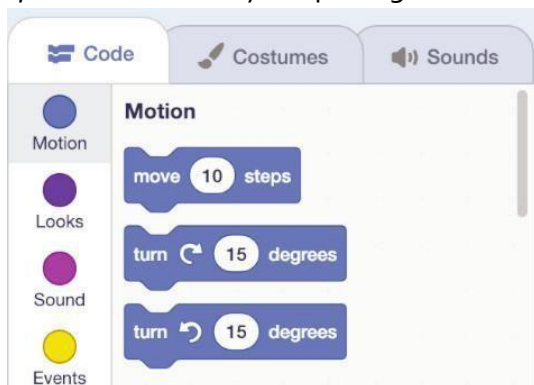 Code Costumes Sounds
Motion
Looks
Sound
Events
Motion
move 10 steps
turn 15 degrees
turn 15 degrees